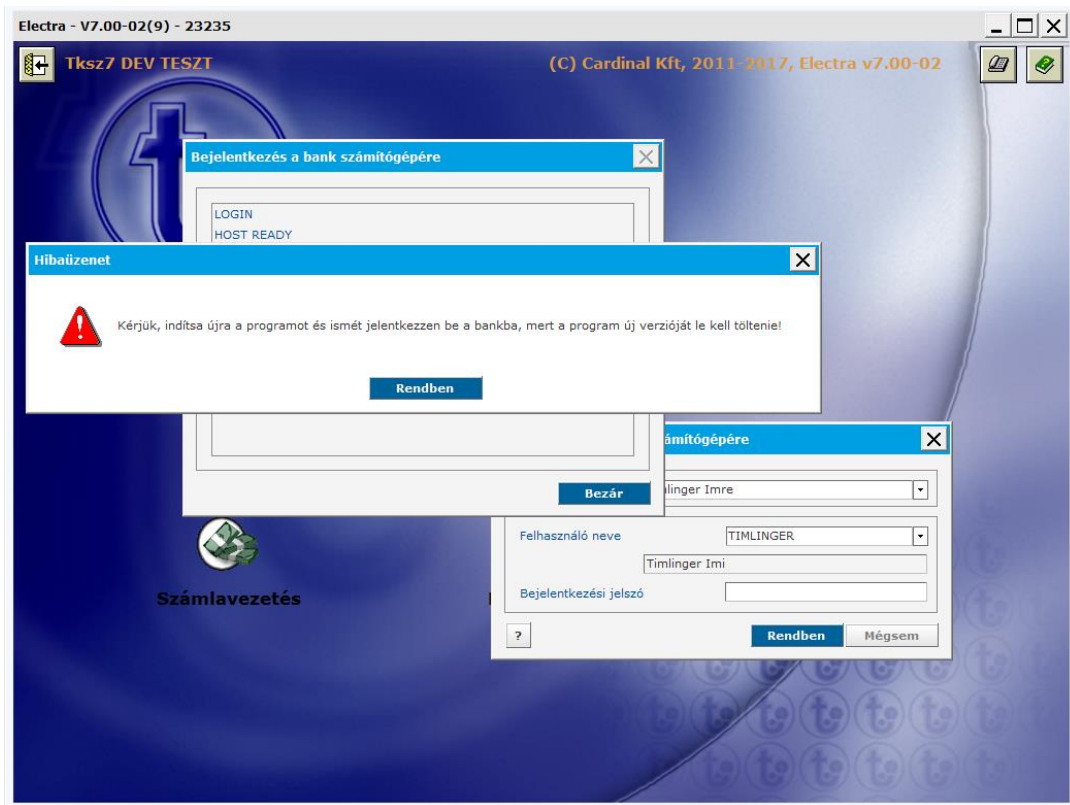 Electra - V7.00-02(9) - 23235
Tksz7 DEV TESZT
(C) Cardinal Kft, 2011-2017, Electra v7.00-02
Bejelentkezés a bank számítógépére
LOGIN
HOST READY
Hibaüzenet
Kérjük, indítsa újra a programot és ismét jelentkezzen be a bankba, mert a program új verzióját le kell töltenie!
Rendben
ámítógépére
Bezár
linger Imre
Felhasználó neve
TIMLINGER
Timlinger Imi
Számlavezetés
Bejelentkezési jelszó
?
Rendben
Mégsem